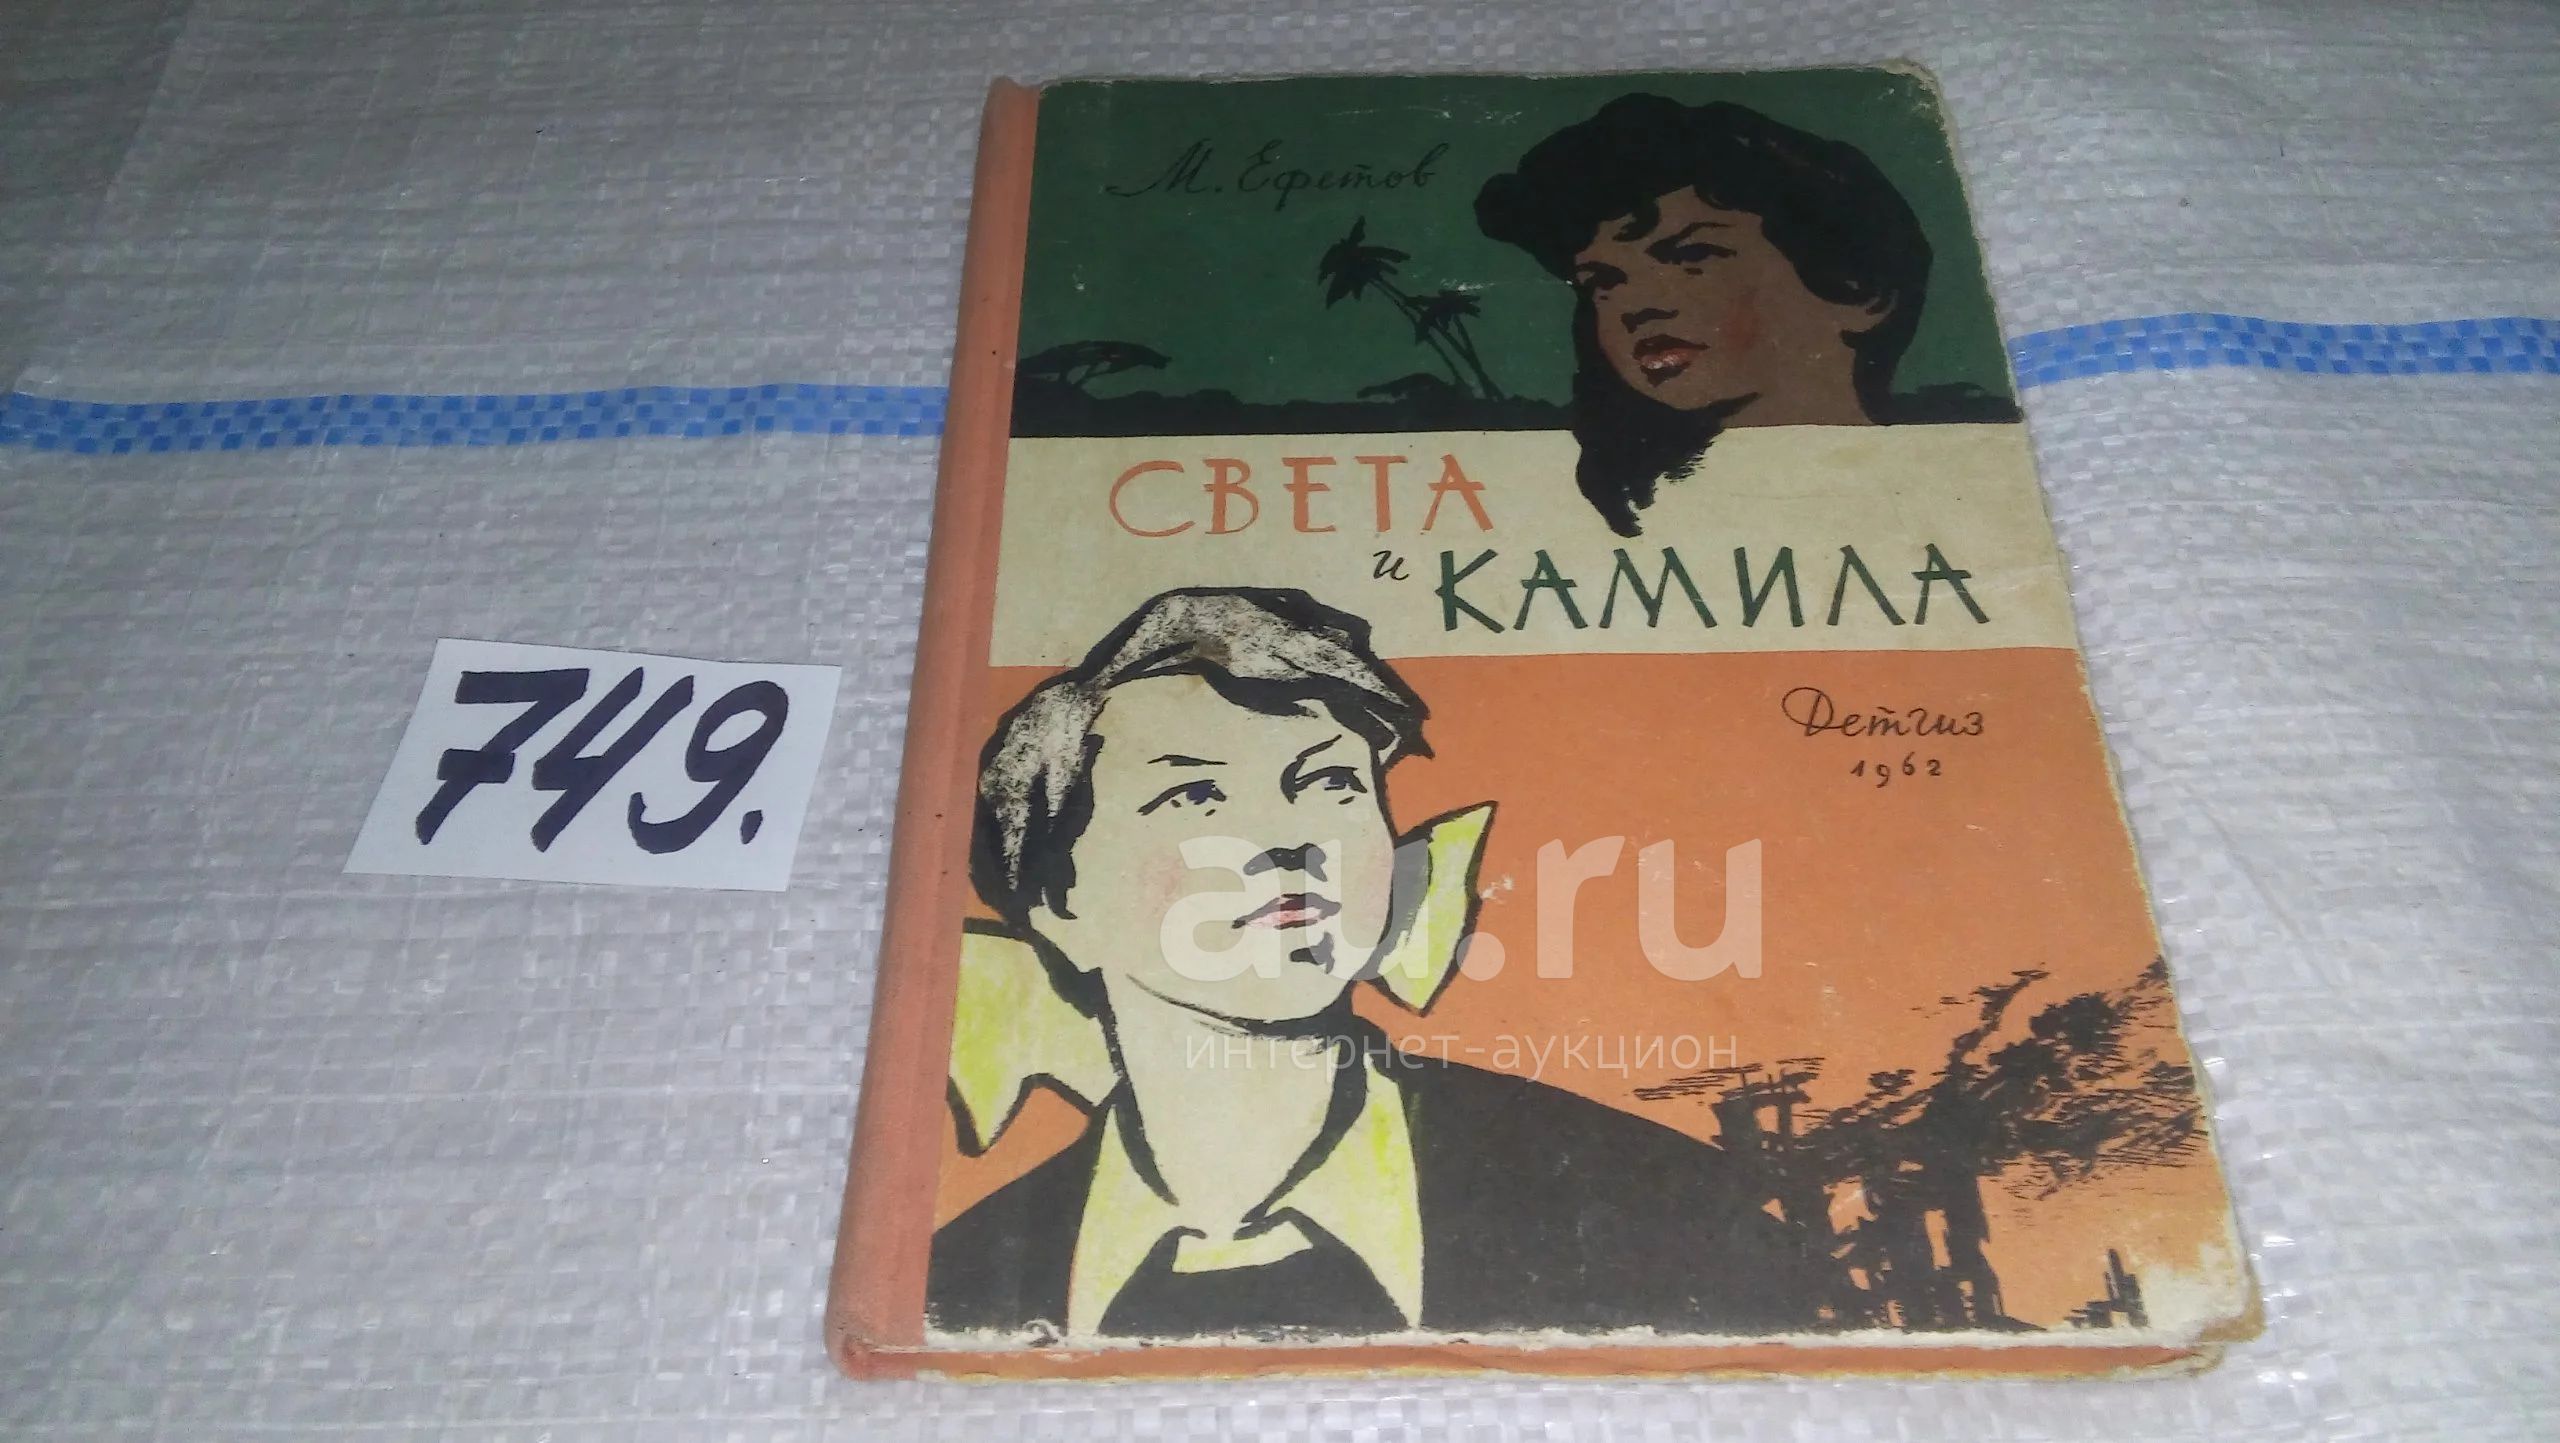 М. Ефетов
СВЕТА
и КАМИЛА
Детгиз
1962
749.
au.ru
интернет-аукцион